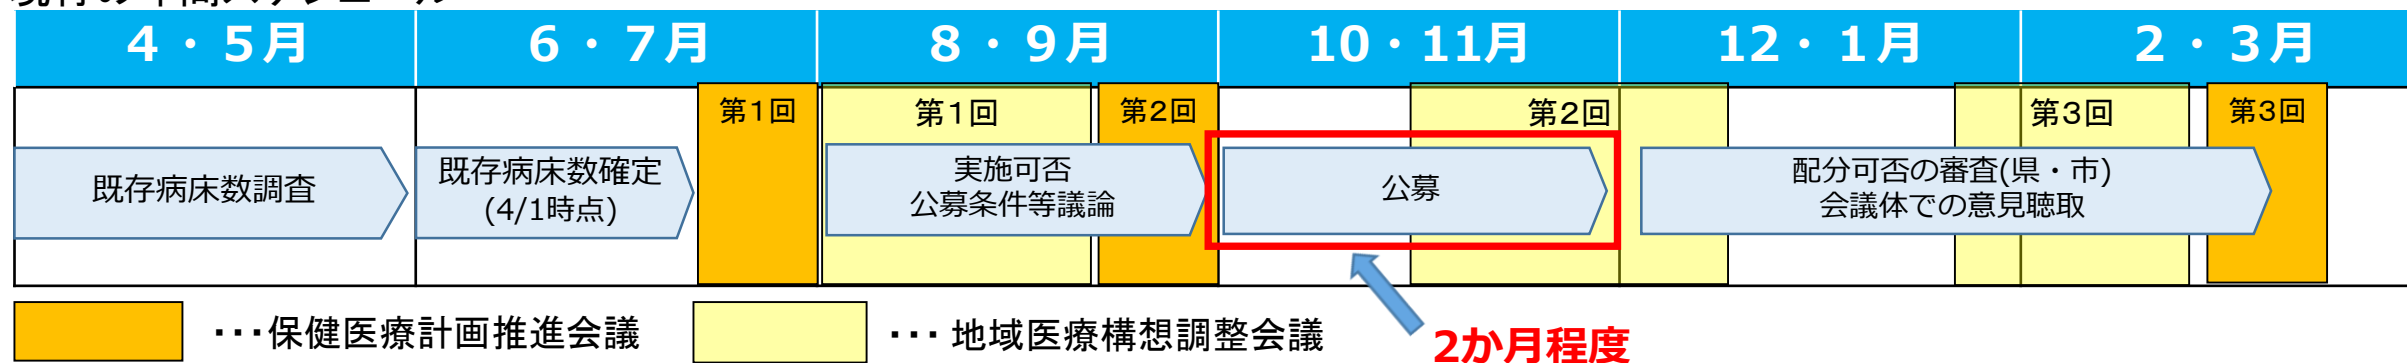 4・5月
6・7月
8・9月
10・11月
12・1月
2・3月
第1回
第1回
第2回
第2回
第3回
第3回
既存病床数調査
既存病床数確定
(4/1時点)
実施可否
公募条件等議論
公募
配分可否の審査(県・市)
会議体での意見聴取
・・・保健医療計画推進会議
・・・地域医療構想調整会議
2か月程度